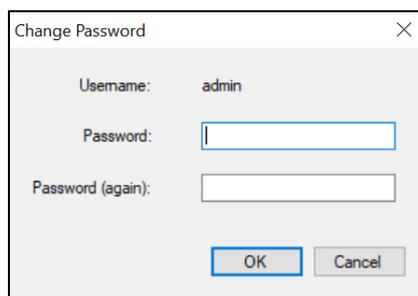 Change Password
Username: admin
Password:
Password (again):
OK Cancel